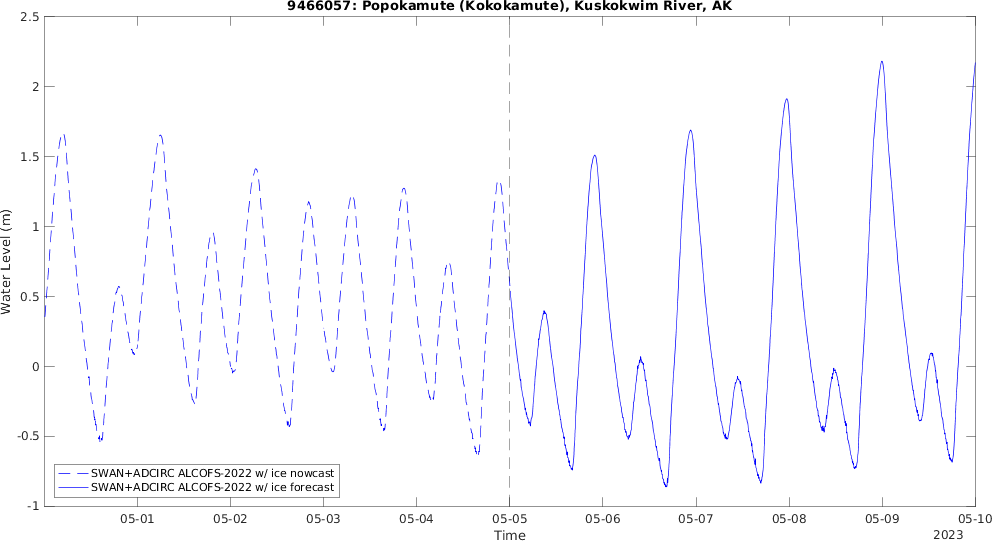 9466057: Popokamute (Kokokamute), Kuskokwim River, AK
Water Level (m)
2.5
2
1.5
1
0.5
0
-0.5
-1
SWAN+ADCIRC ALCOFS-2022 w/ ice nowcast
SWAN+ADCIRC ALCOFS-2022 w/ ice forecast
05-01 05-02 05-03 05-04 05-05 05-06 05-07 05-08 05-09 05-10
Time
2023